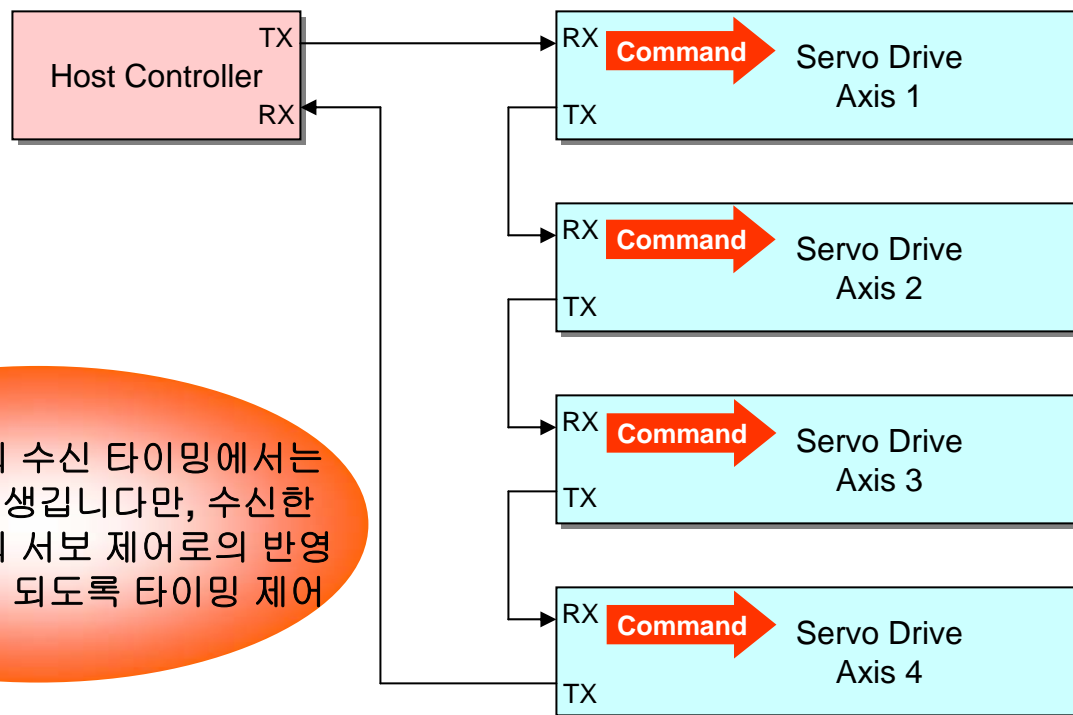 TX
Host Controller
RX
RX
Command
Servo Drive
Axis 1
TX
RX
Command
Servo Drive
Axis 2
TX
RX
Command
Servo Drive
Axis 3
TX
RX
Command
Servo Drive
Axis 4
TX
수신 타이밍에서는
생깁니다만, 수신한
서보 제어로의 반영
되도록 타이밍 제어